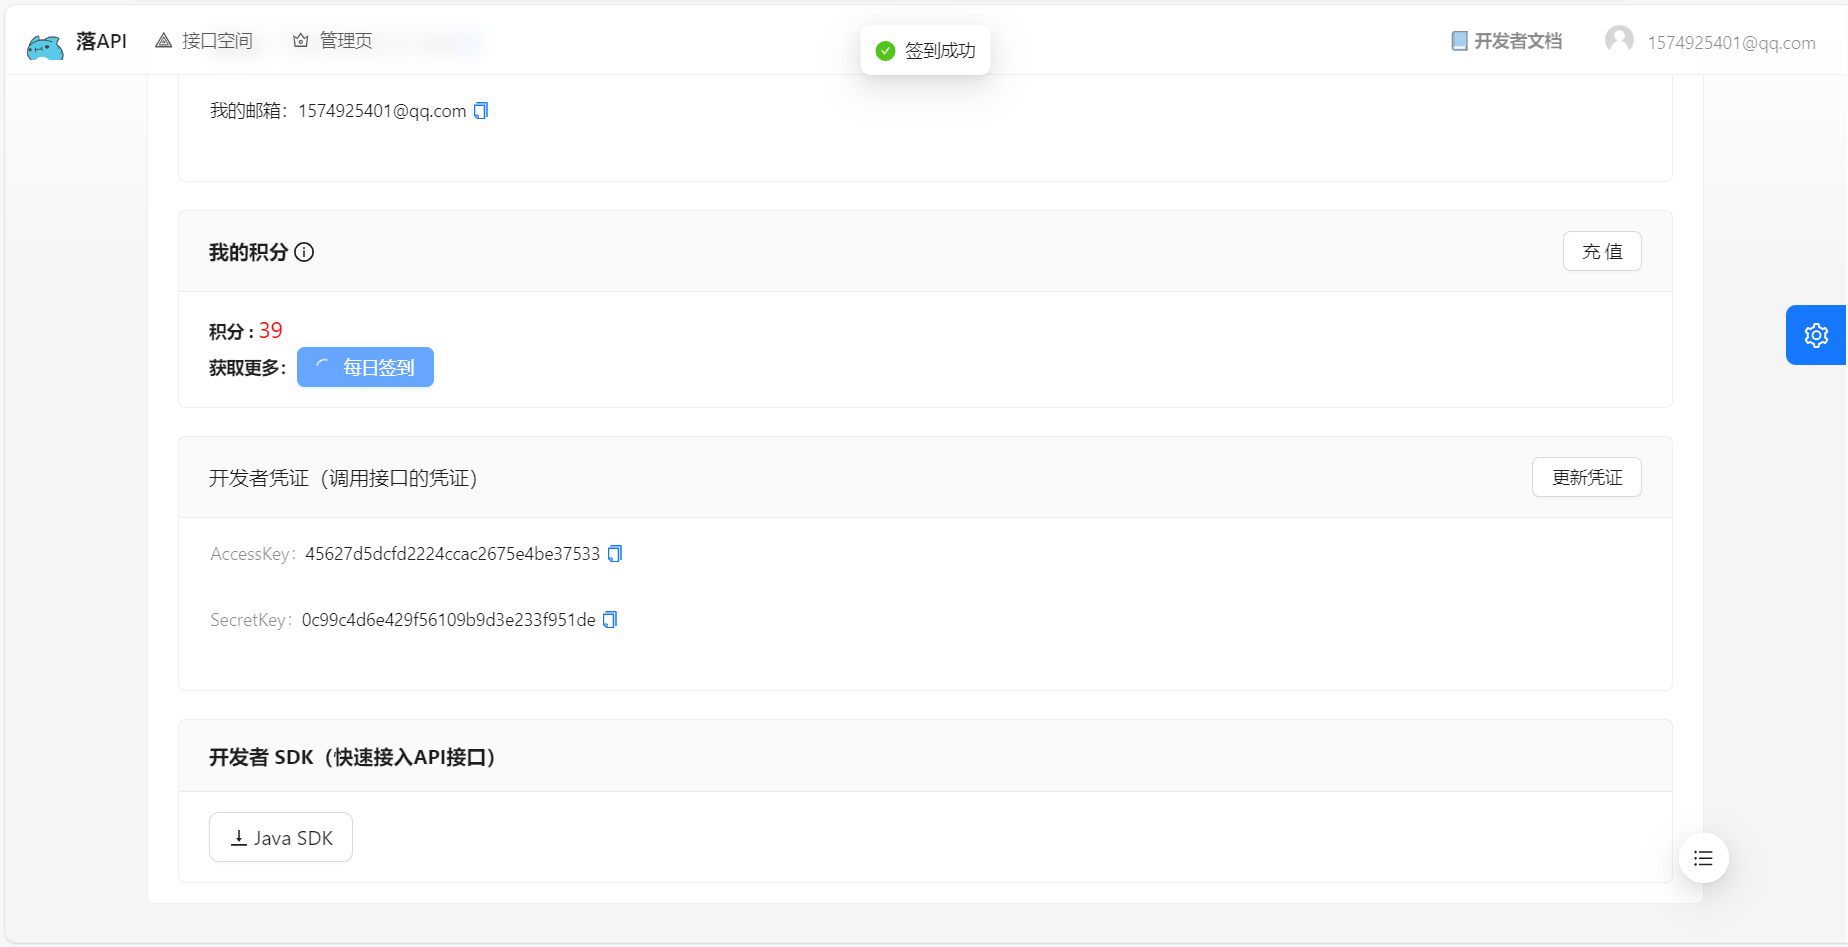 落API 接口空间 管理页 签到成功 开发者文档 1574925401@qq.com
我的邮箱：1574925401@qq.com
我的积分 充 值
积分 : 39
获取更多： 每日签到
开发者凭证（调用接口的凭证） 更新凭证
AccessKey：45627d5dcfd2224ccac2675e4be37533
SecretKey：0c99c4d6e429f56109b9d3e233f951de
开发者 SDK（快速接入API接口）
Java SDK